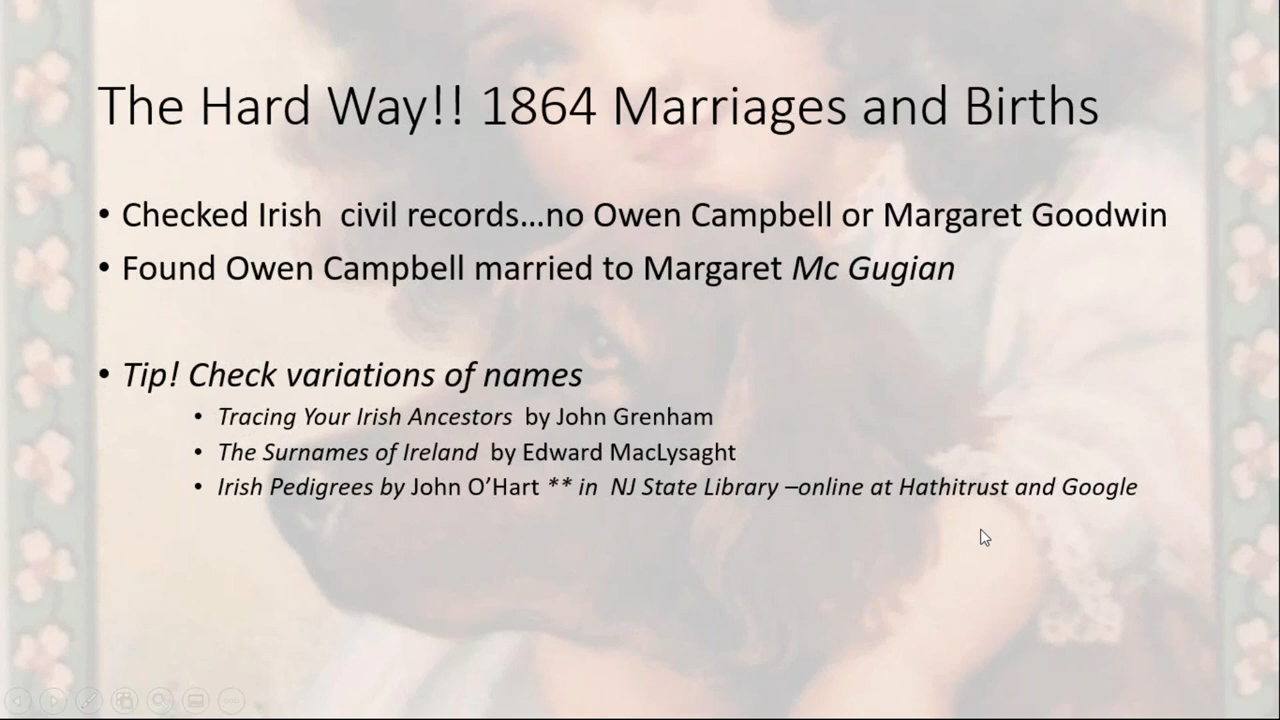 The Hard Way!! 1864 Marriages and Births
• Checked Irish  civil records...no Owen Campbell or Margaret Goodwin
• Found Owen Campbell married to Margaret Mc Gugian
• Tip! Check variations of names
• Tracing Your Irish Ancestors  by John Grenham
• The Surnames of Ireland  by Edward MacLysaght
• Irish Pedigrees by John O’Hart ** in  NJ State Library –online at Hathitrust and Google